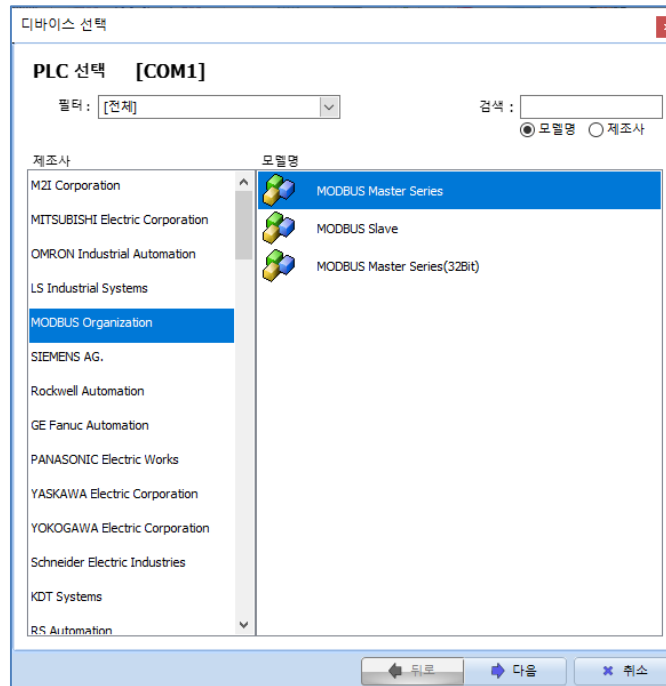 디바이스 선택
PLC 선택 [COM1]
필터 : [전체]
검색 :
모델명 제조사
제조사
M2I Corporation
MITSUBISHI Electric Corporation
OMRON Industrial Automation
LS Industrial Systems
MODBUS Organization
SIEMENS AG.
Rockwell Automation
GE Fanuc Automation
PANASONIC Electric Works
YASKAWA Electric Corporation
YOKOGAWA Electric Corporation
Schneider Electric Industries
KDT Systems
RS Automation
모델명
MODBUS Master Series
MODBUS Slave
MODBUS Master Series(32Bit)
뒤로 다음 취소